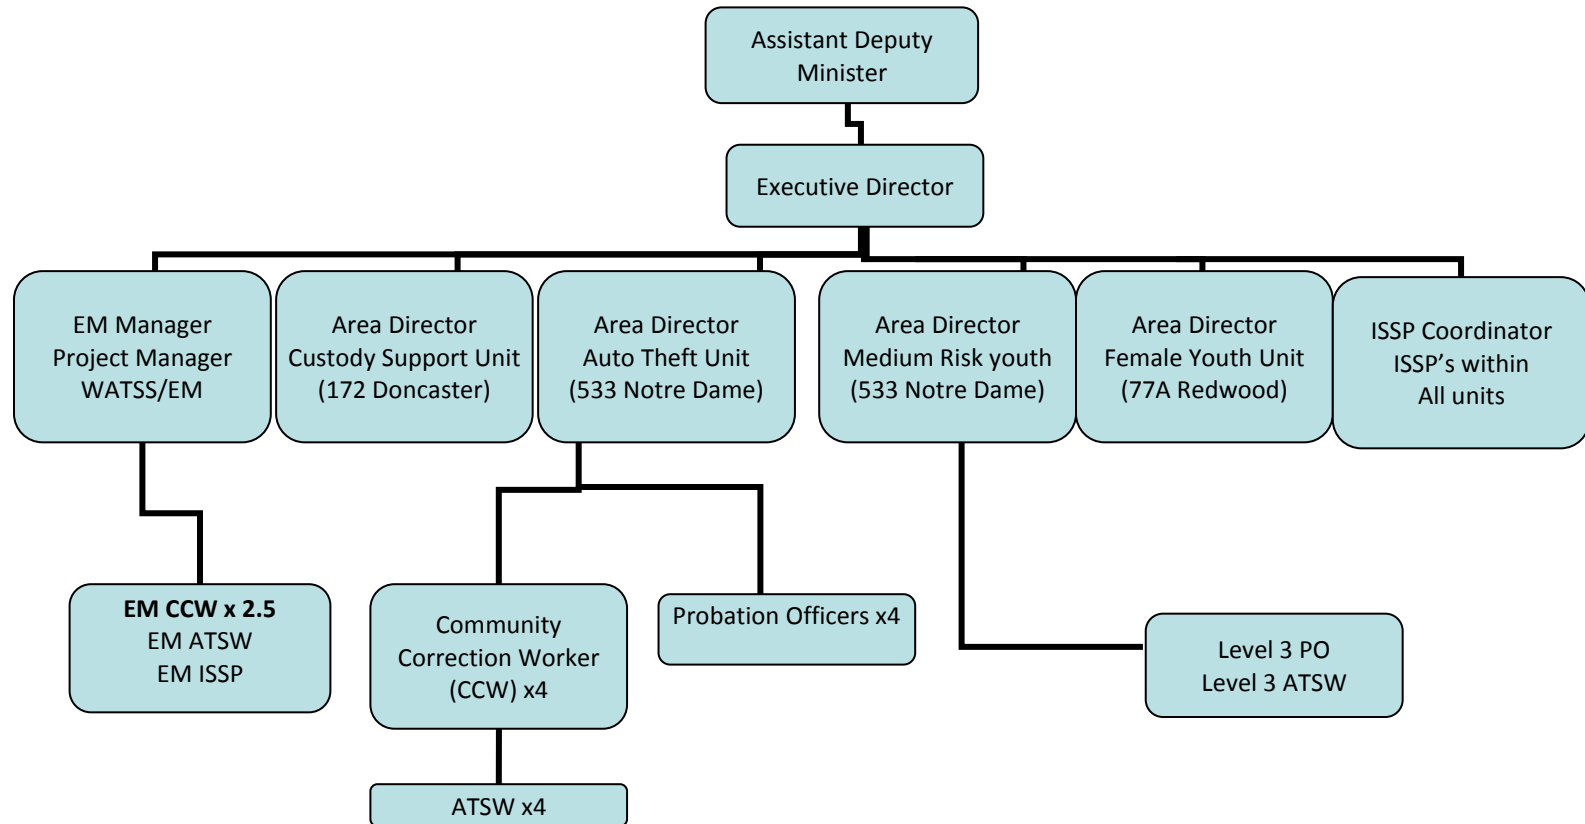 Assistant Deputy
Minister
Executive Director
EM Manager
Project Manager
WATSS/EM
Area Director
Custody Support Unit
(172 Doncaster)
Area Director
Auto Theft Unit
(533 Notre Dame)
Area Director
Medium Risk youth
(533 Notre Dame)
Area Director
Female Youth Unit
(77A Redwood)
ISSP Coordinator
ISSP’s within
All units
EM CCW x 2.5
EM ATSW
EM ISSP
Community
Correction Worker
(CCW) x4
Probation Officers x4
Level 3 PO
Level 3 ATSW
ATSW x4